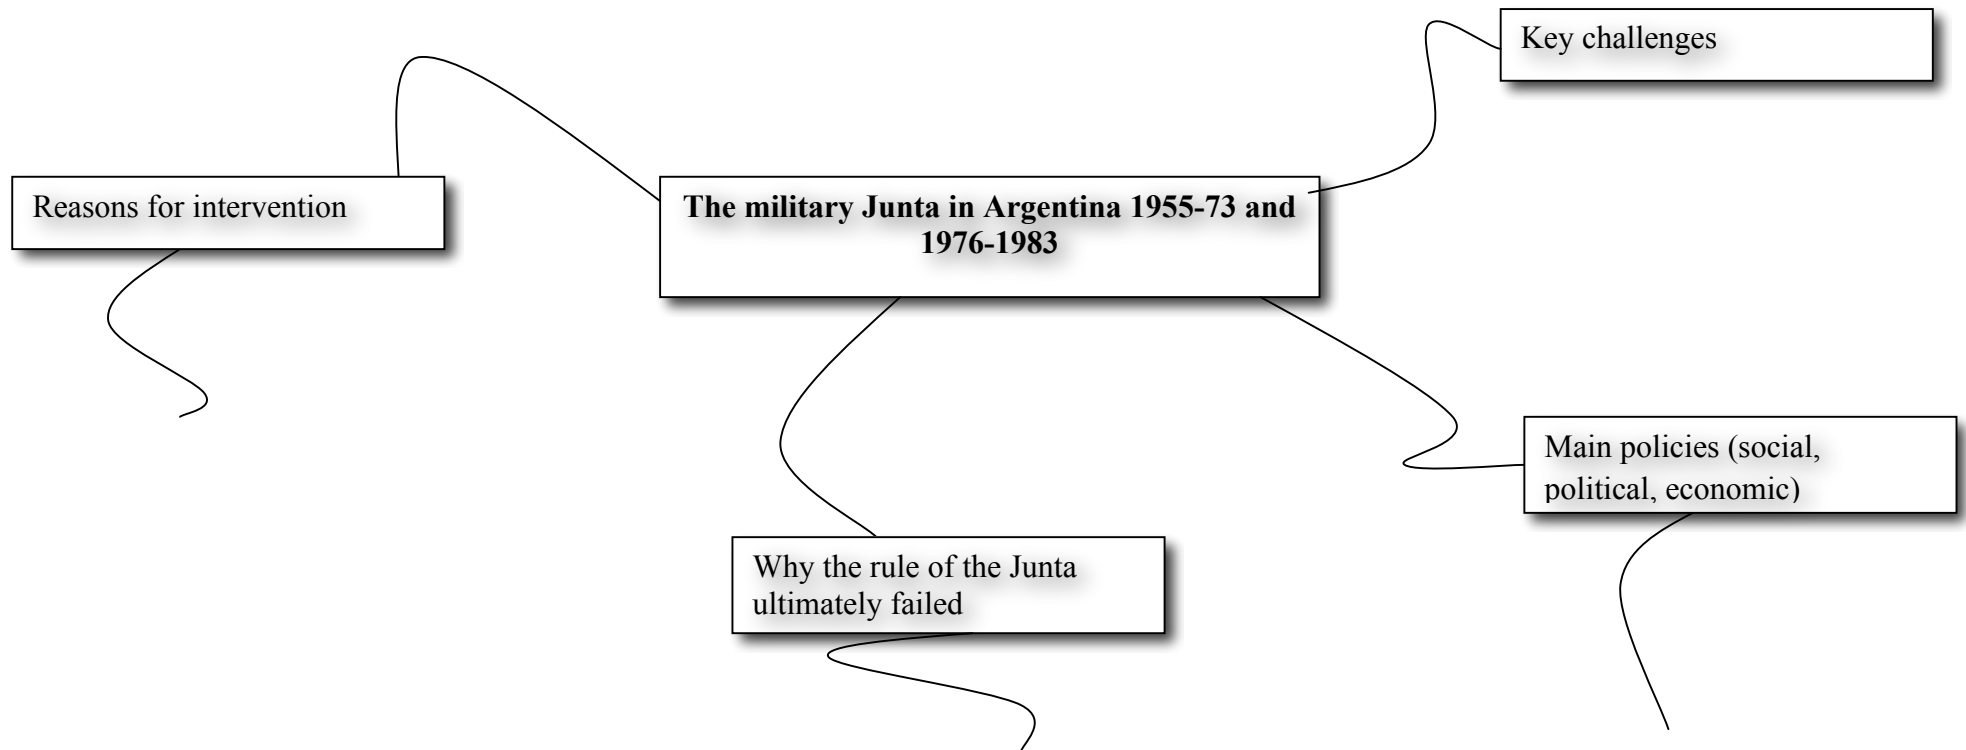 Key challenges
Reasons for intervention
The military Junta in Argentina 1955-73 and
1976-1983
Main policies (social,
political, economic)
Why the rule of the Junta
ultimately failed